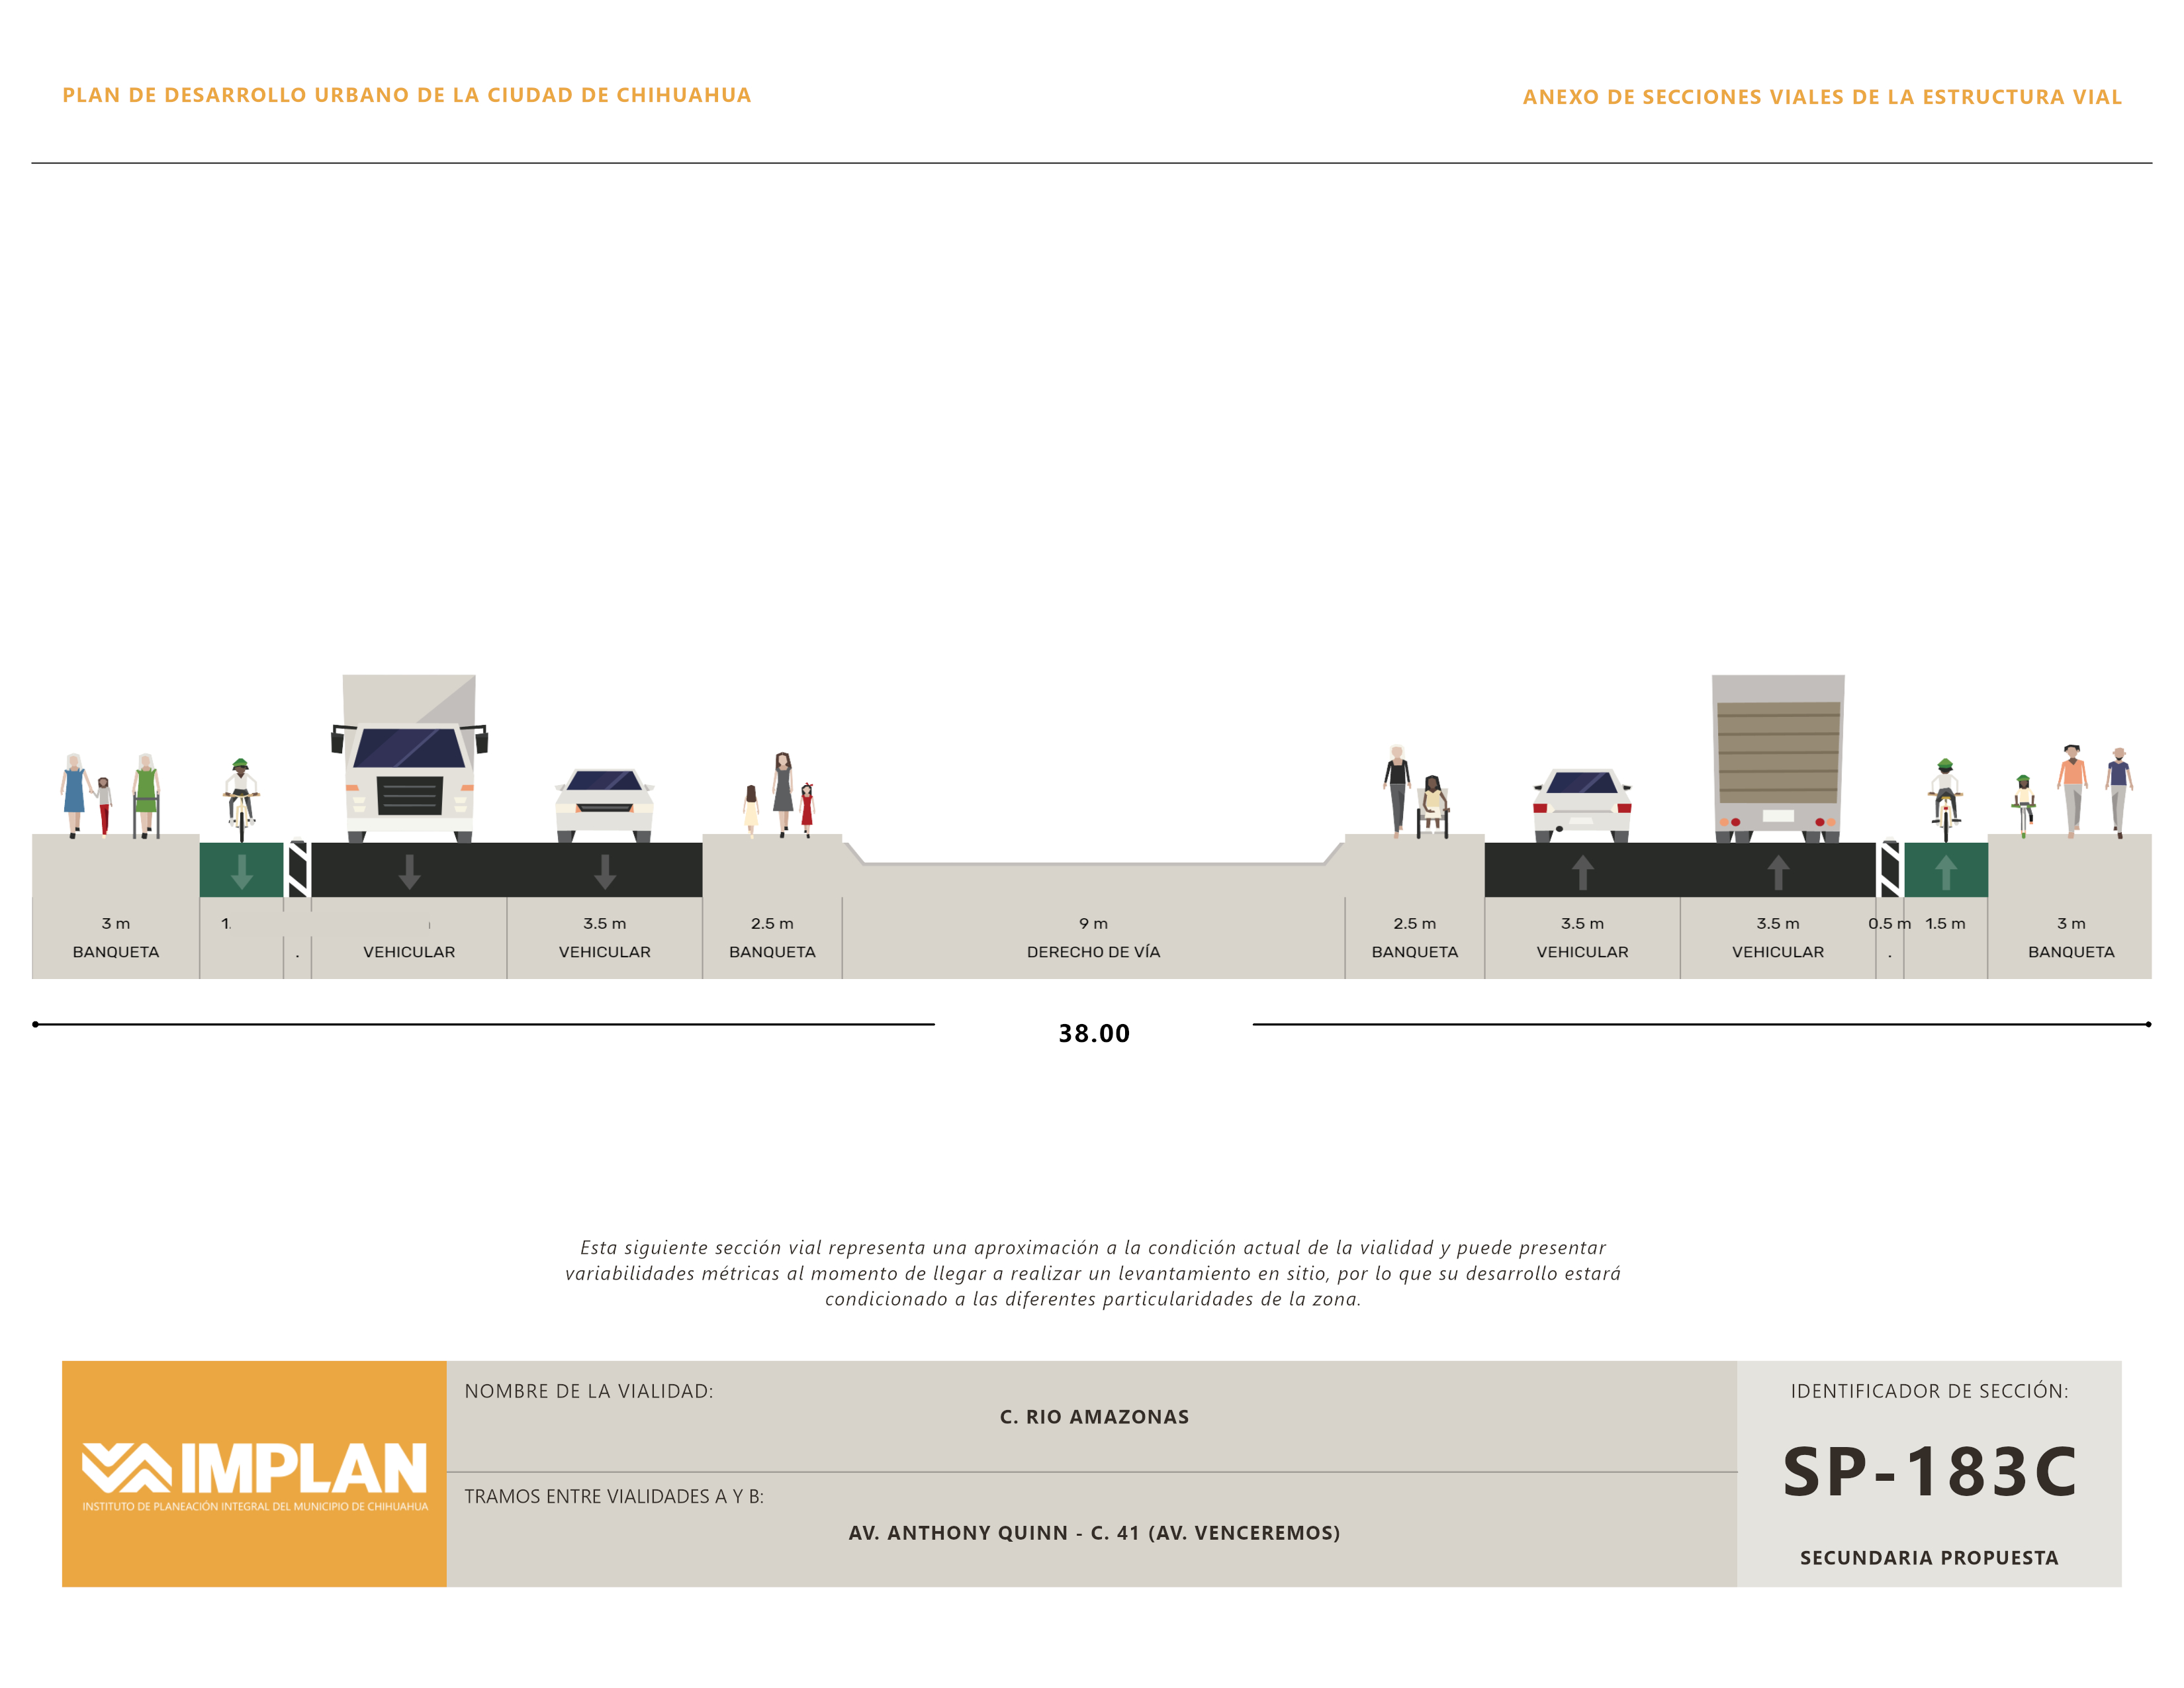 PLAN DE DESARROLLO URBANO DE LA CIUDAD DE CHIHUAHUA
ANEXO DE SECCIONES VIALES DE LA ESTRUCTURA VIAL
3 m 1. 3.5 m 2.5 m 9 m 2.5 m 3.5 m 3.5 m 0.5 m 1.5 m 3 m
BANQUETA . VEHICULAR VEHICULAR BANQUETA DERECHO DE VÍA BANQUETA VEHICULAR VEHICULAR . BANQUETA
38.00
Esta siguiente sección vial representa una aproximación a la condición actual de la vialidad y puede presentar
variabilidades métricas al momento de llegar a realizar un levantamiento en sitio, por lo que su desarrollo estará
condicionado a las diferentes particularidades de la zona.
IMPLAN
INSTITUTO DE PLANEACIÓN INTEGRAL DEL MUNICIPIO DE CHIHUAHUA
NOMBRE DE LA VIALIDAD:
C. RIO AMAZONAS
TRAMOS ENTRE VIALIDADES A Y B:
AV. ANTHONY QUINN - C. 41 (AV. VENCEREMOS)
IDENTIFICADOR DE SECCIÓN:
SP-183C
SECUNDARIA PROPUESTA